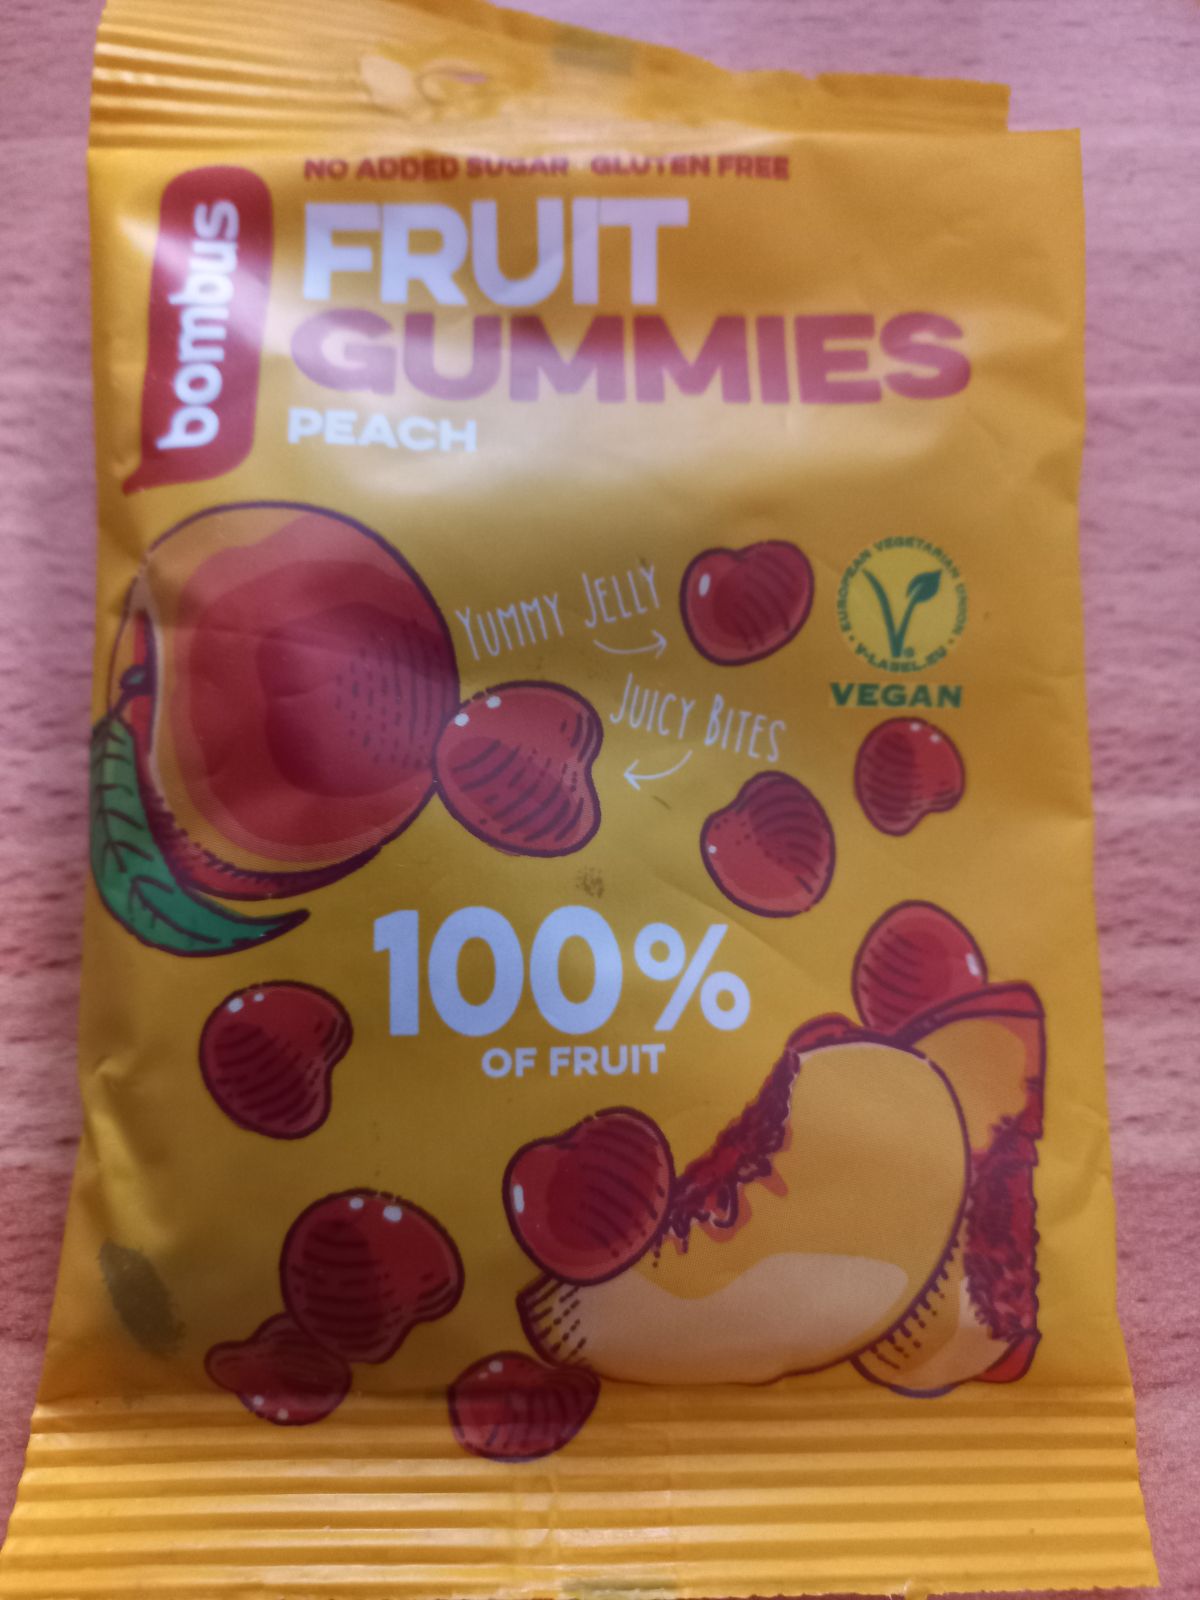 NO ADDED SUGAR GLUTEN FREE
bombus
FRUIT
GUMMIES
PEACH
YUMMY JELLY
JUICY BITES
EUROPEAN VEGETARIAN UNION
V-LABEL.EU
VEGAN
100%
OF FRUIT